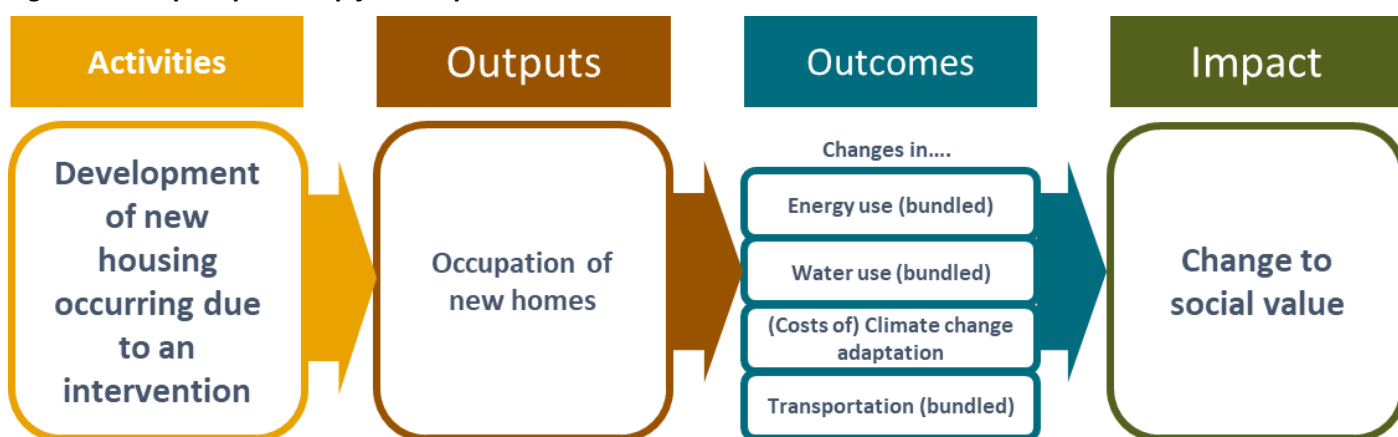 Activities
Outputs
Outcomes
Impact
Development
of new
housing
occurring due
to an
intervention
Occupation of
new homes
Changes in....
Energy use (bundled)
Water use (bundled)
(Costs of) Climate change
adaptation
Transportation (bundled)
Change to
social value